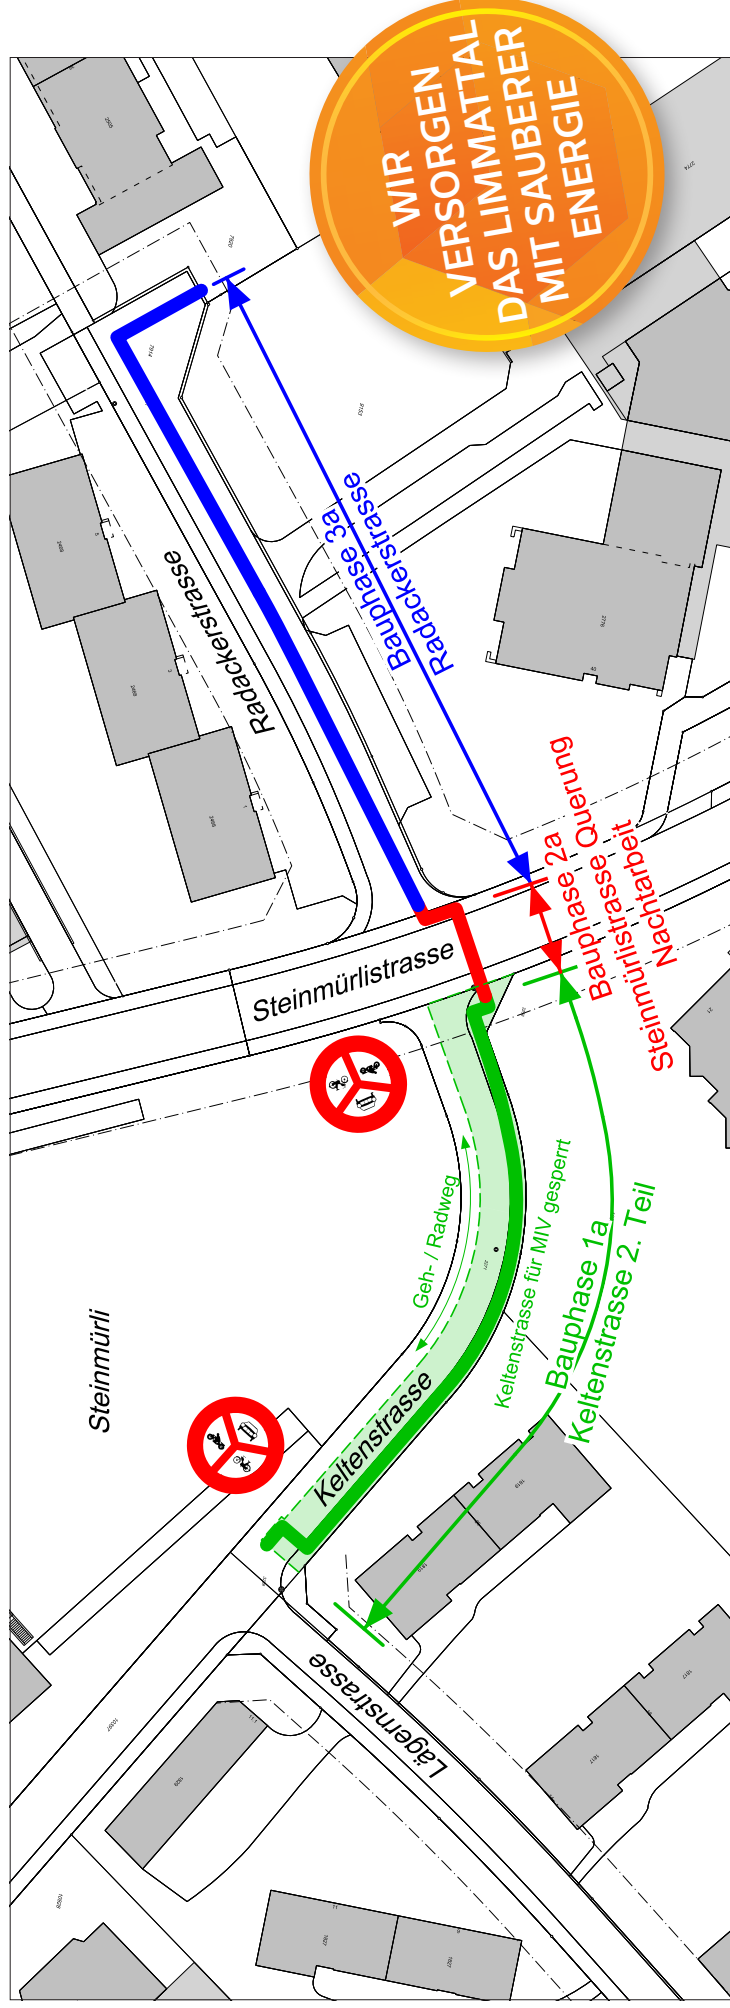 WIR
VERSORGEN
DAS LIMMATTAL
MIT SAUBERER
ENERGIE
Bauphase 3a
Radackerstrasse
Radackerstrasse
Bauphase 2a
Steinmürlistrasse Querung
Nachtarbeit
Steinmürlistrasse
Geh- / Radweg
Keltenstrasse für MIV gesperrt
Bauphase 1a
Keltenstrasse 2. Teil
Steinmürli
Keltenstrasse
Lägernstrasse